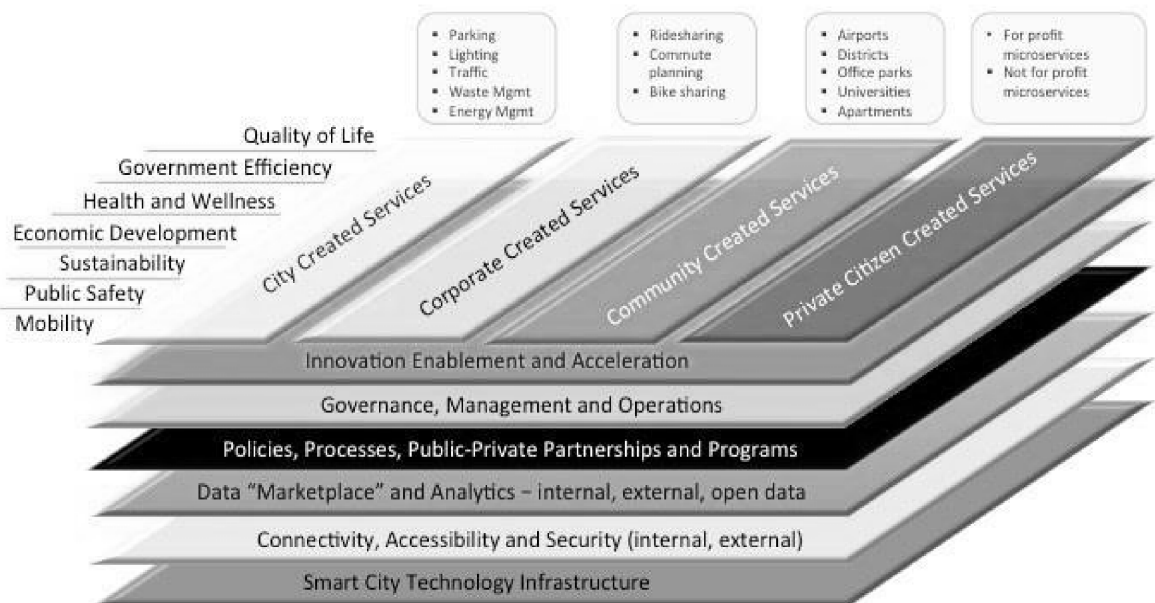 Parking
Lighting
Traffic
Waste Mgmt
Energy Mgmt
Ridesharing
Commute
planning
Bike sharing
Airports
Districts
Office parks
Universities
Apartments
For profit
microservices
Not for profit
microservices
Quality of Life
Government Efficiency
Health and Wellness
Economic Development
Sustainability
Public Safety
Mobility
City Created Services
Corporate Created Services
Community Created Services
Private Citizen Created Services
Innovation Enablement and Acceleration
Governance, Management and Operations
Policies, Processes, Public-Private Partnerships and Programs
Data “Marketplace” and Analytics – internal, external, open data
Connectivity, Accessibility and Security (internal, external)
Smart City Technology Infrastructure